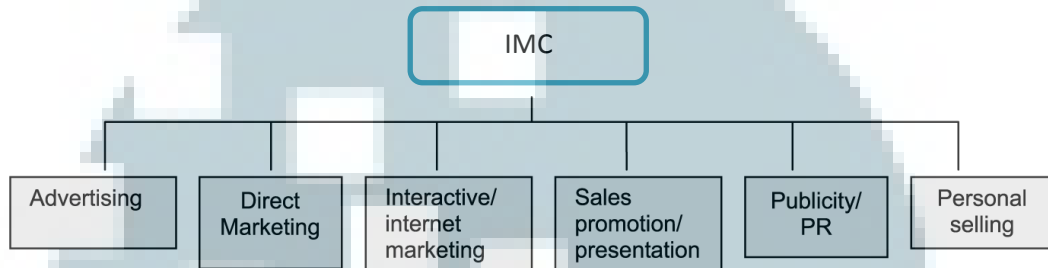 IMC
Advertising
Direct
Marketing
Interactive/
internet
marketing
Sales
promotion/
presentation
Publicity/
PR
Personal
selling